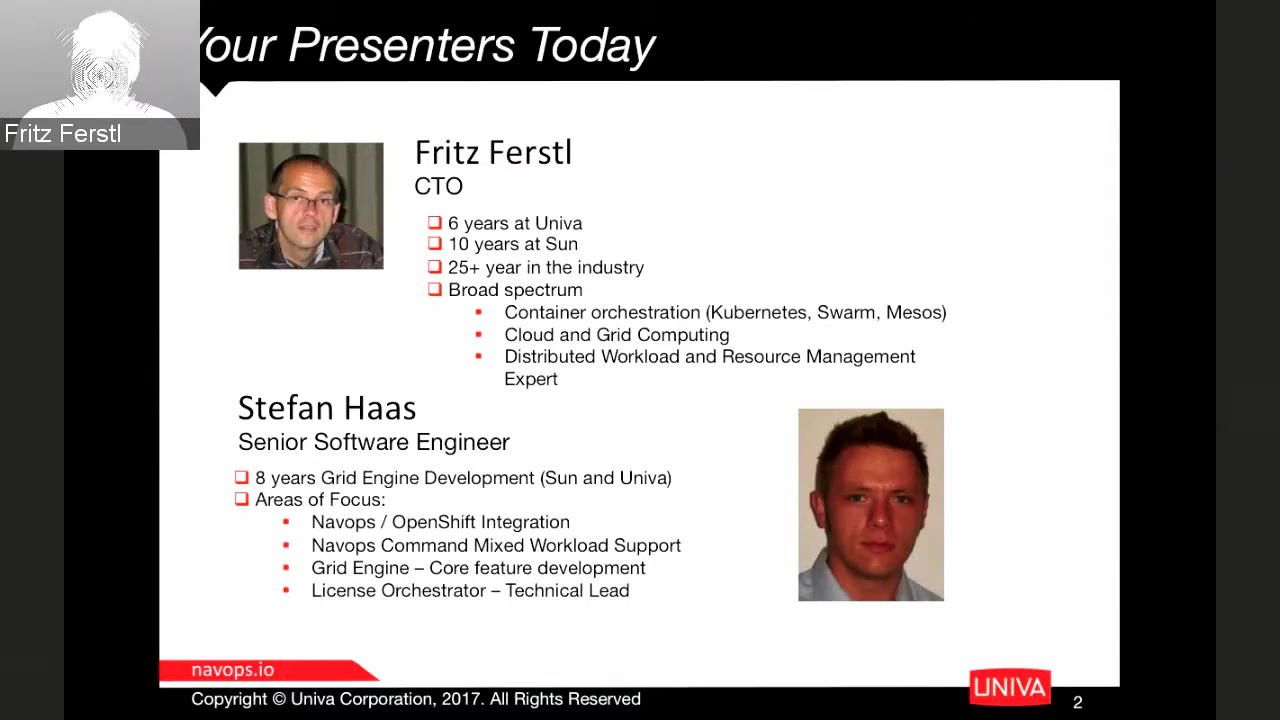 Your Presenters Today
Fritz Ferstl
Fritz Ferstl
CTO
6 years at Univa
10 years at Sun
25+ year in the industry
Broad spectrum
Container orchestration (Kubernetes, Swarm, Mesos)
Cloud and Grid Computing
Distributed Workload and Resource Management
Expert
Stefan Haas
Senior Software Engineer
8 years Grid Engine Development (Sun and Univa)
Areas of Focus:
Navops / OpenShift Integration
Navops Command Mixed Workload Support
Grid Engine – Core feature development
License Orchestrator – Technical Lead
navops.io
Copyright © Univa Corporation, 2017. All Rights Reserved
UNIVA
2